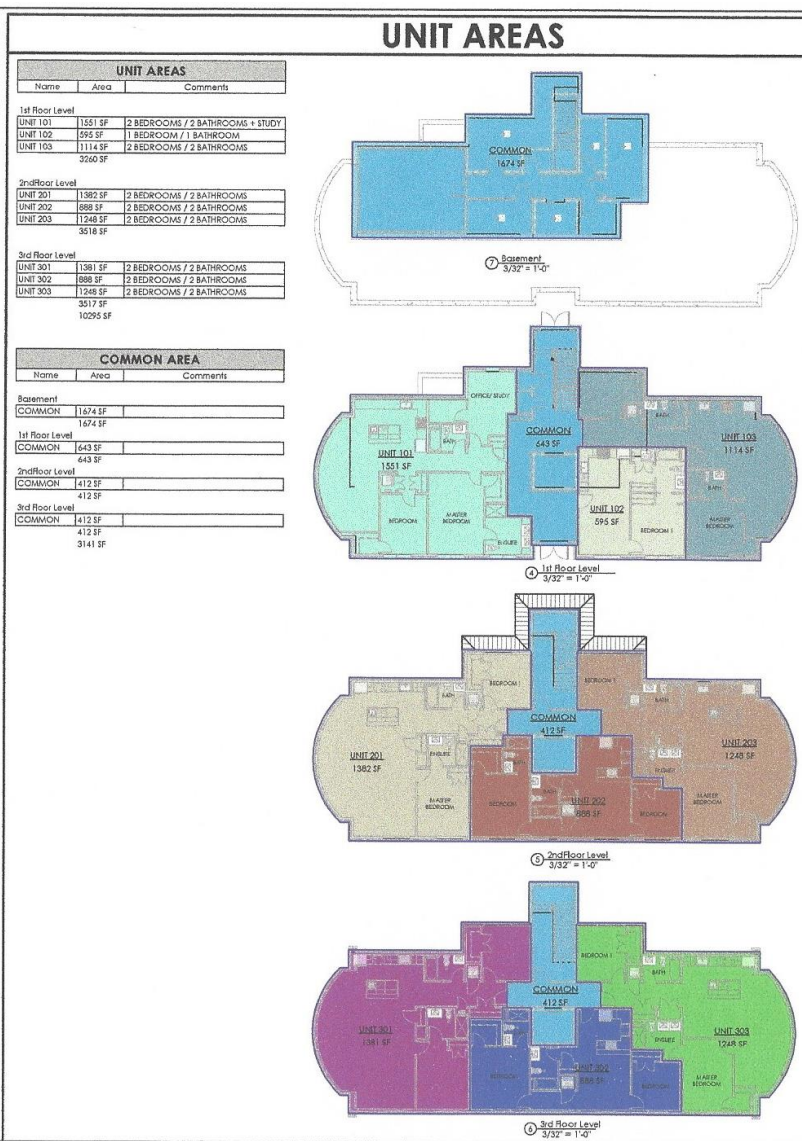 UNIT AREAS
UNIT AREAS
Name Area Comments
1st Floor Level
UNIT 101 1551 SF 2 BEDROOMS / 2 BATHROOMS + STUDY
UNIT 102 595 SF 1 BEDROOM / 1 BATHROOM
UNIT 103 1114 SF 2 BEDROOMS / 2 BATHROOMS
3260 SF
2ndFloor Level
UNIT 201 1382 SF 2 BEDROOMS / 2 BATHROOMS
UNIT 202 888 SF 2 BEDROOMS / 2 BATHROOMS
UNIT 203 1248 SF 2 BEDROOMS / 2 BATHROOMS
3518 SF
3rd Floor Level
UNIT 301 1381 SF 2 BEDROOMS / 2 BATHROOMS
UNIT 302 888 SF 2 BEDROOMS / 2 BATHROOMS
UNIT 303 1248 SF 2 BEDROOMS / 2 BATHROOMS
3517 SF
10295 SF
COMMON AREA
Name Area Comments
Basement
COMMON 1674 SF
1674 SF
1st Floor Level
COMMON 643 SF
643 SF
2ndFloor Level
COMMON 412 SF
412 SF
3rd Floor Level
COMMON 412 SF
412 SF
3141 SF
COMMON
1674 SF
7 Basement
3/32" = 1'-0"
OFFICE/ STUDY
BATH
UNIT 101
1551 SF
BEDROOM
MASTER
BEDROOM
ENSUITE
COMMON
643 SF
BATH
UNIT 103
1114 SF
BATH
MASTER
BEDROOM
UNIT 102
595 SF
BEDROOM 1
4 1st Floor Level
3/32" = 1'-0"
BEDROOM 1
BATH
UNIT 201
1382 SF
ENSUITE
MASTER
BEDROOM
COMMON
412 SF
BEDROOM 1
BATH
UNIT 203
1248 SF
ENSUITE
MASTER
BEDROOM
BATH
BATH
BEDROOM
UNIT 202
888 SF
BEDROOM
5 2ndFloor Level
3/32" = 1'-0"
UNIT 301
1381 SF
COMMON
412 SF
BEDROOM 1
BATH
UNIT 303
1248 SF
ENSUITE
MASTER
BEDROOM
BEDROOM
UNIT 302
888 SF
BEDROOM
6 3rd Floor Level
3/32" = 1'-0"